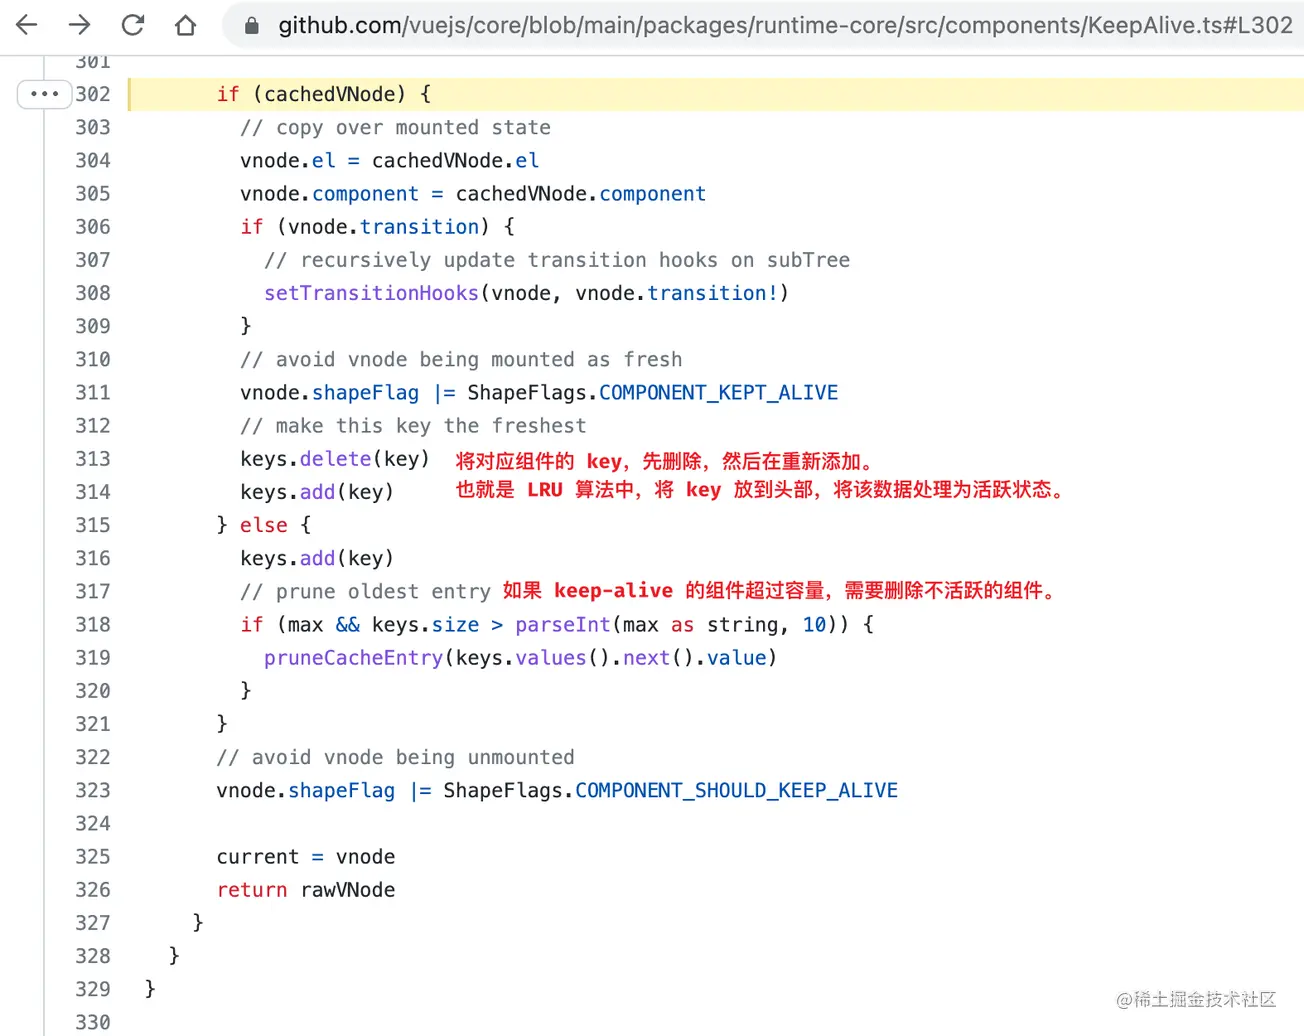 github.com/vuejs/core/blob/main/packages/runtime-core/src/components/KeepAlive.ts#L302
301
302 if (cachedVNode) {
303 // copy over mounted state
304 vnode.el = cachedVNode.el
305 vnode.component = cachedVNode.component
306 if (vnode.transition) {
307 // recursively update transition hooks on subTree
308 setTransitionHooks(vnode, vnode.transition!)
309 }
310 // avoid vnode being mounted as fresh
311 vnode.shapeFlag |= ShapeFlags.COMPONENT_KEPT_ALIVE
312 // make this key the freshest
313 keys.delete(key) 将对应组件的 key，先删除，然后在重新添加。
314 keys.add(key) 也就是 LRU 算法中，将 key 放到头部，将该数据处理为活跃状态。
315 } else {
316 keys.add(key)
317 // prune oldest entry 如果 keep-alive 的组件超过容量，需要删除不活跃的组件。
318 if (max && keys.size > parseInt(max as string, 10)) {
319 pruneCacheEntry(keys.values().next().value)
320 }
321 }
322 // avoid vnode being unmounted
323 vnode.shapeFlag |= ShapeFlags.COMPONENT_SHOULD_KEEP_ALIVE
324
325 current = vnode
326 return rawVNode
327 }
328 }
329 }
330
@稀土掘金技术社区